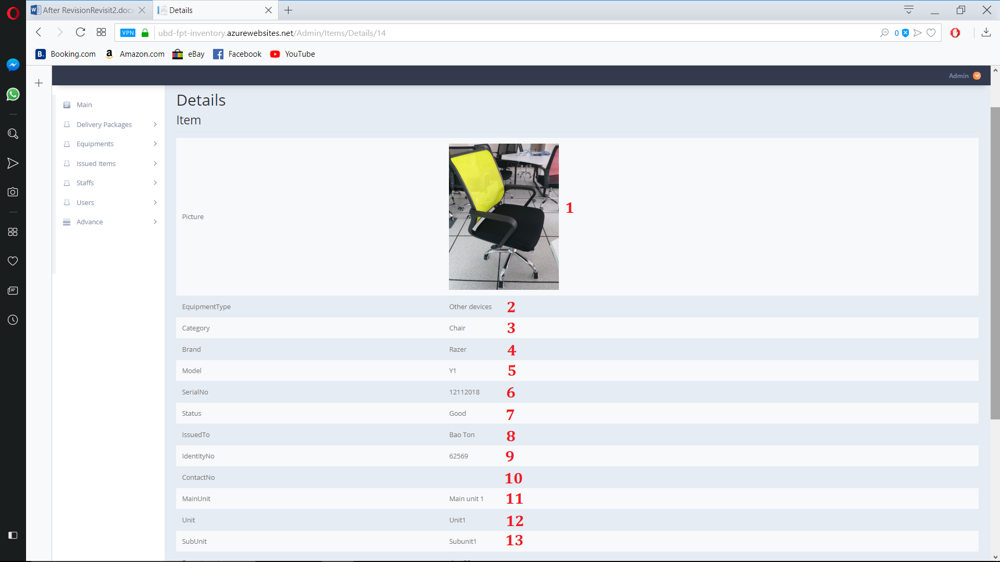 After RevisionRevisit2.docx
Details
VPN
ubd-fpt-inventory.azurewebsites.net/Admin/Items/Details/14
0
B. Booking.com
a Amazon.com
eBay
Facebook
YouTube
Admin
Main
Delivery Packages
Equipments
Issued Items
Staffs
Users
Advance
Details
Item
Picture 1
EquipmentType Other devices 2
Category Chair 3
Brand Razer 4
Model Y1 5
SerialNo 12112018 6
Status Good 7
IssuedTo Bao Ton 8
IdentityNo 62569 9
ContactNo 10
MainUnit Main unit 1 11
Unit Unit1 12
SubUnit Subunit1 13